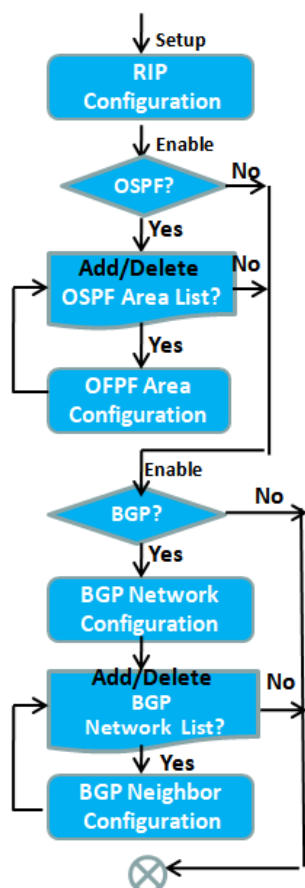 Setup
RIP
Configuration
Enable
No
OSPF?
Yes
Add/Delete
No
OSPF Area List?
Yes
OFPF Area
Configuration
Enable
No
BGP?
Yes
BGP Network
Configuration
Add/Delete
No
BGP
Network List?
Yes
BGP Neighbor
Configuration